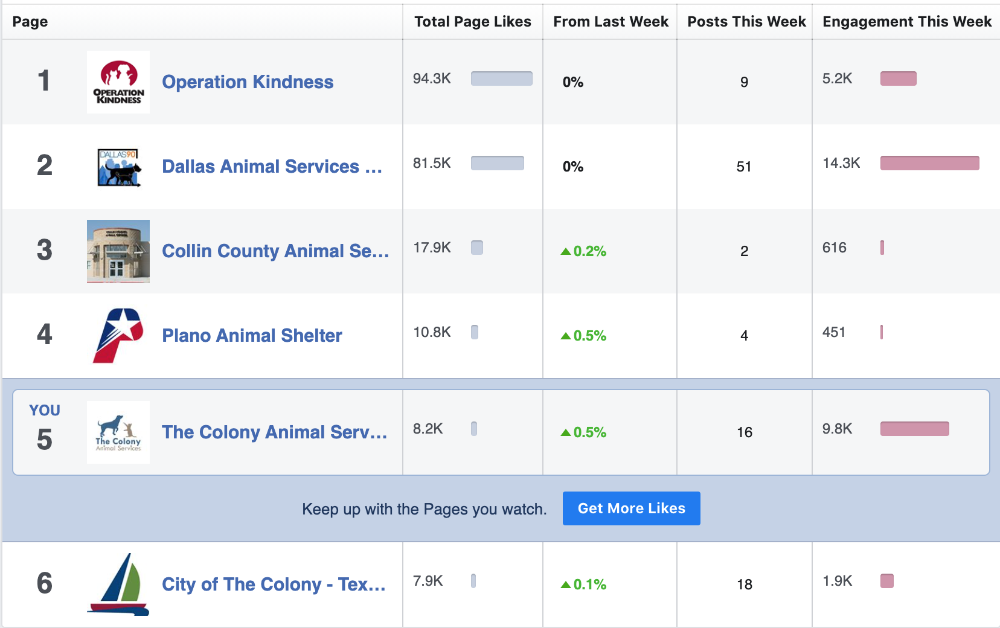 Page Total Page Likes From Last Week Posts This Week Engagement This Week
1 OPERATION KINDNESS Operation Kindness 94.3K 0% 9 5.2K
2 DALLAS90 Dallas Animal Services ... 81.5K 0% 51 14.3K
3 COLLIN COUNTY ANIMAL SERVICES Collin County Animal Se... 17.9K 0.2% 2 616
4 Plano Animal Shelter 10.8K 0.5% 4 451
YOU
5 The Colony Animal Services The Colony Animal Serv... 8.2K 0.5% 16 9.8K
Keep up with the Pages you watch. Get More Likes
6 City of The Colony - Tex... 7.9K 0.1% 18 1.9K